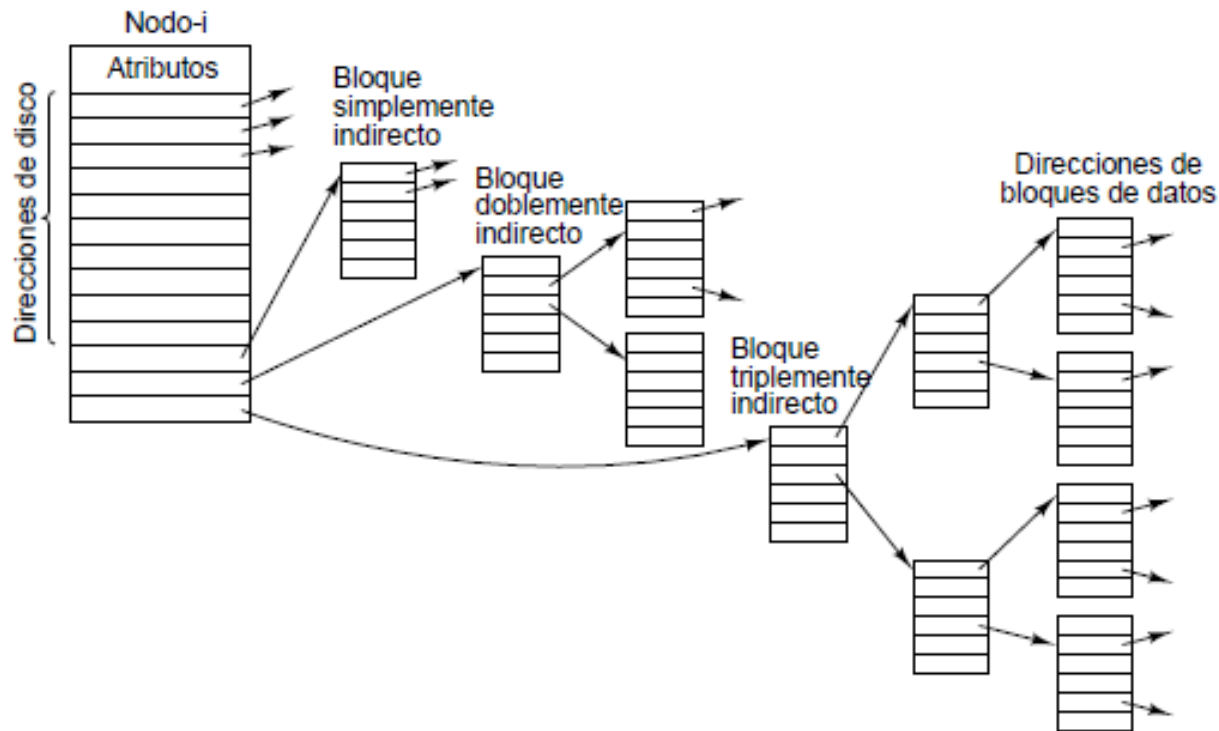 Nodo-i
Atributos
Direcciones de disco
Bloque
simplemente
indirecto
Bloque
doblemente
indirecto
Bloque
triplemente
indirecto
Direcciones de
bloques de datos